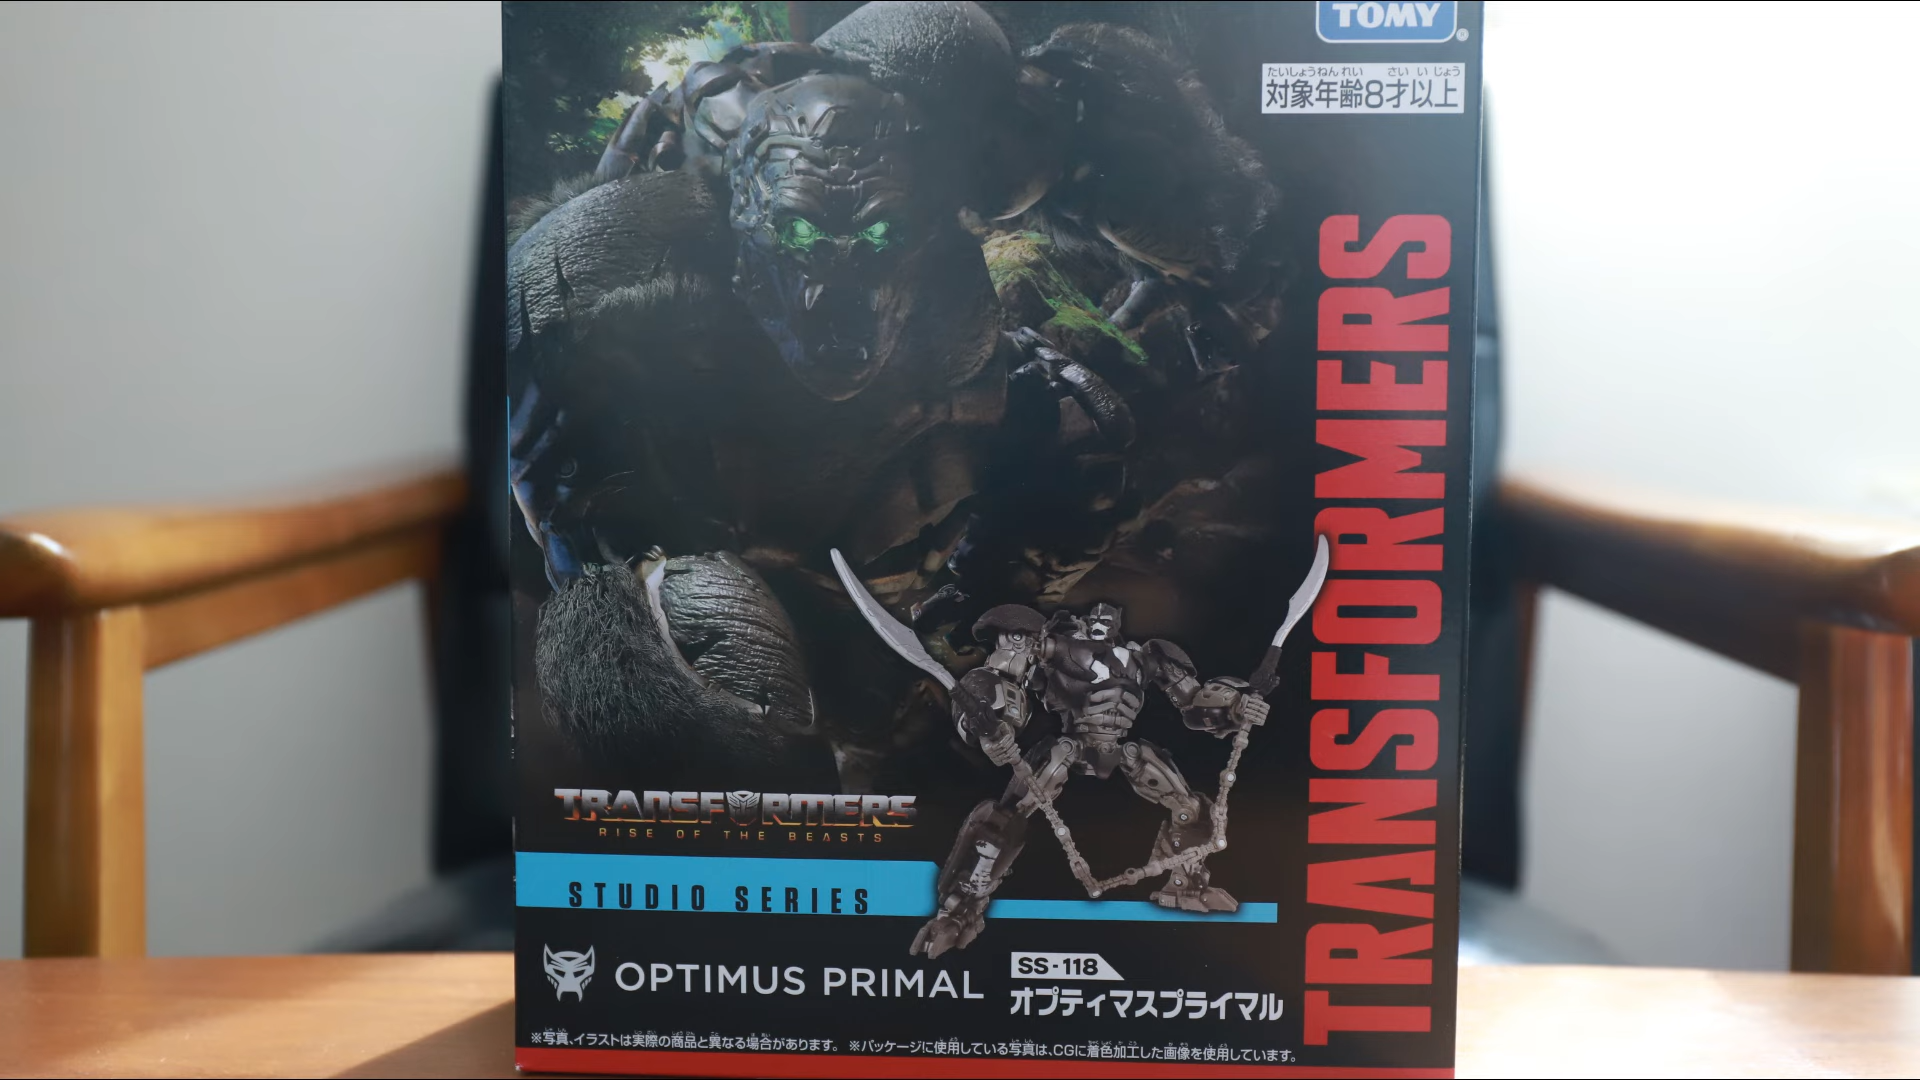 TOMY
たいしょうねんれい さい い じょう
対象年齢8才以上
TRANSFORMERS
TRANSFORMERS
RISE OF THE BEASTS
STUDIO SERIES
OPTIMUS PRIMAL
SS-118
オプティマスプライマル
※写真、イラストは実際の商品と異なる場合があります。 ※パッケージに使用している写真は、CGに着色加工した画像を使用しています。